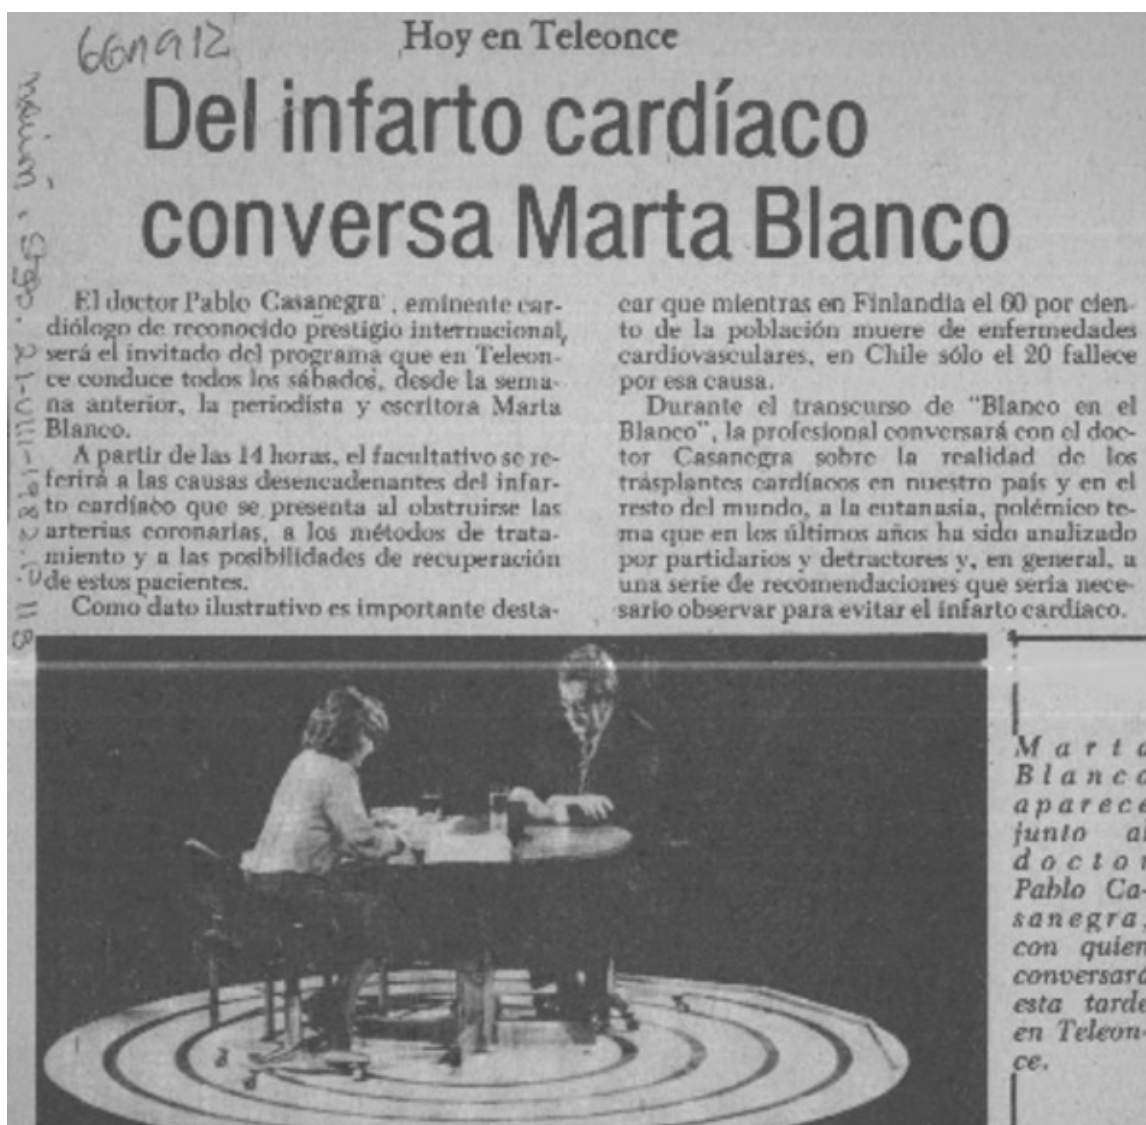 Hoy en Teleonce
Del infarto cardíaco
conversa Marta Blanco
El doctor Pablo Casanegra, eminente car-
diólogo de reconocido prestigio internacional,
será el invitado del programa que en Teleon-
ce conduce todos los sábados, desde la sema-
na anterior, la periodista y escritora Marta
Blanco.
A partir de las 14 horas, el facultativo se re-
ferirá a las causas desencadenantes del infar-
to cardíaco que se presenta al obstruirse las
arterias coronarias, a los métodos de trata-
miento y a las posibilidades de recuperación
de estos pacientes.
Como dato ilustrativo es importante desta-
car que mientras en Finlandia el 60 por cien-
to de la población muere de enfermedades
cardiovasculares, en Chile sólo el 20 fallece
por esa causa.
Durante el transcurso de "Blanco en el
Blanco", la profesional conversará con el doc-
tor Casanegra sobre la realidad de los
trasplantes cardíacos en nuestro país y en el
resto del mundo, a la eutanasia, polémico te-
ma que en los últimos años ha sido analizado
por partidarios y detractores y, en general, a
una serie de recomendaciones que sería nece-
sario observar para evitar el infarto cardíaco.
Marta
Blanco
aparece
junto al
doctor
Pablo Ca-
sanegra,
con quien
conversará
esta tarde
en Teleon-
ce.